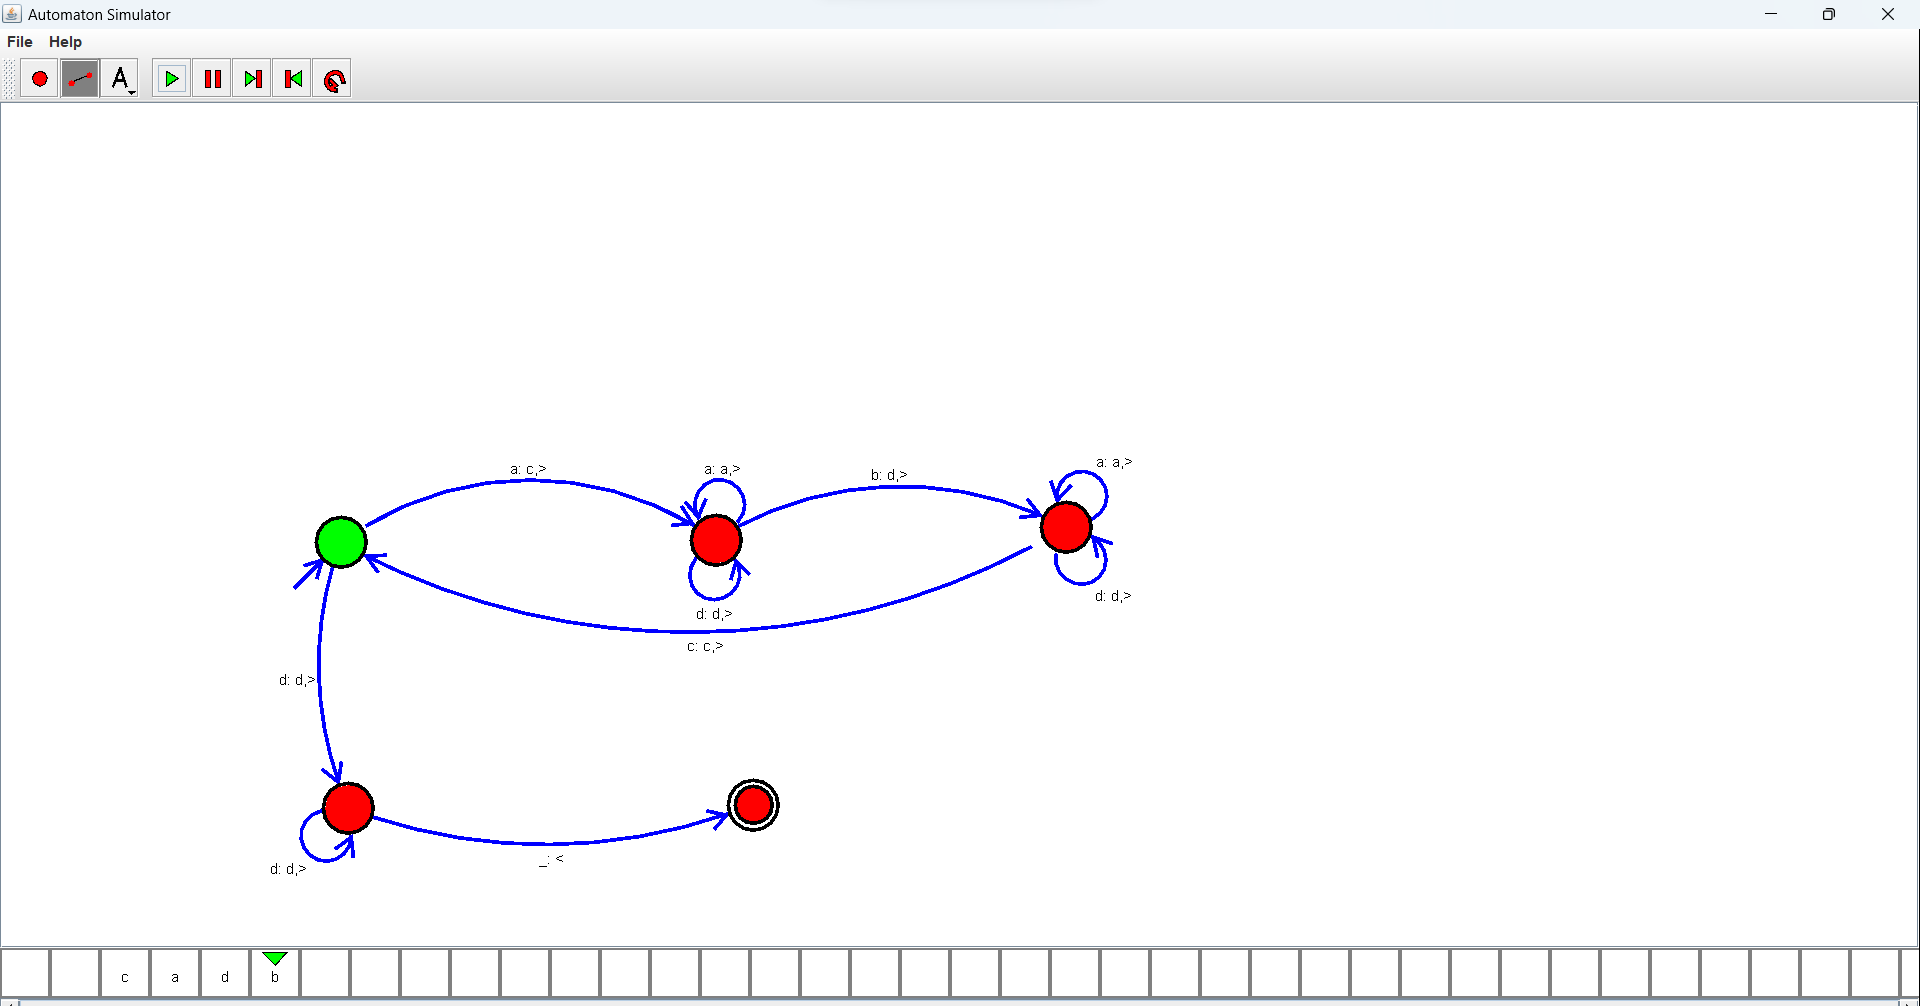 Automaton Simulator
File Help
A
a: c,>
a: a,>
b: d,>
a: a,>
d: d,>
d: d,>
c: c,>
d: d,>
d: d,>
_: <
c a d b